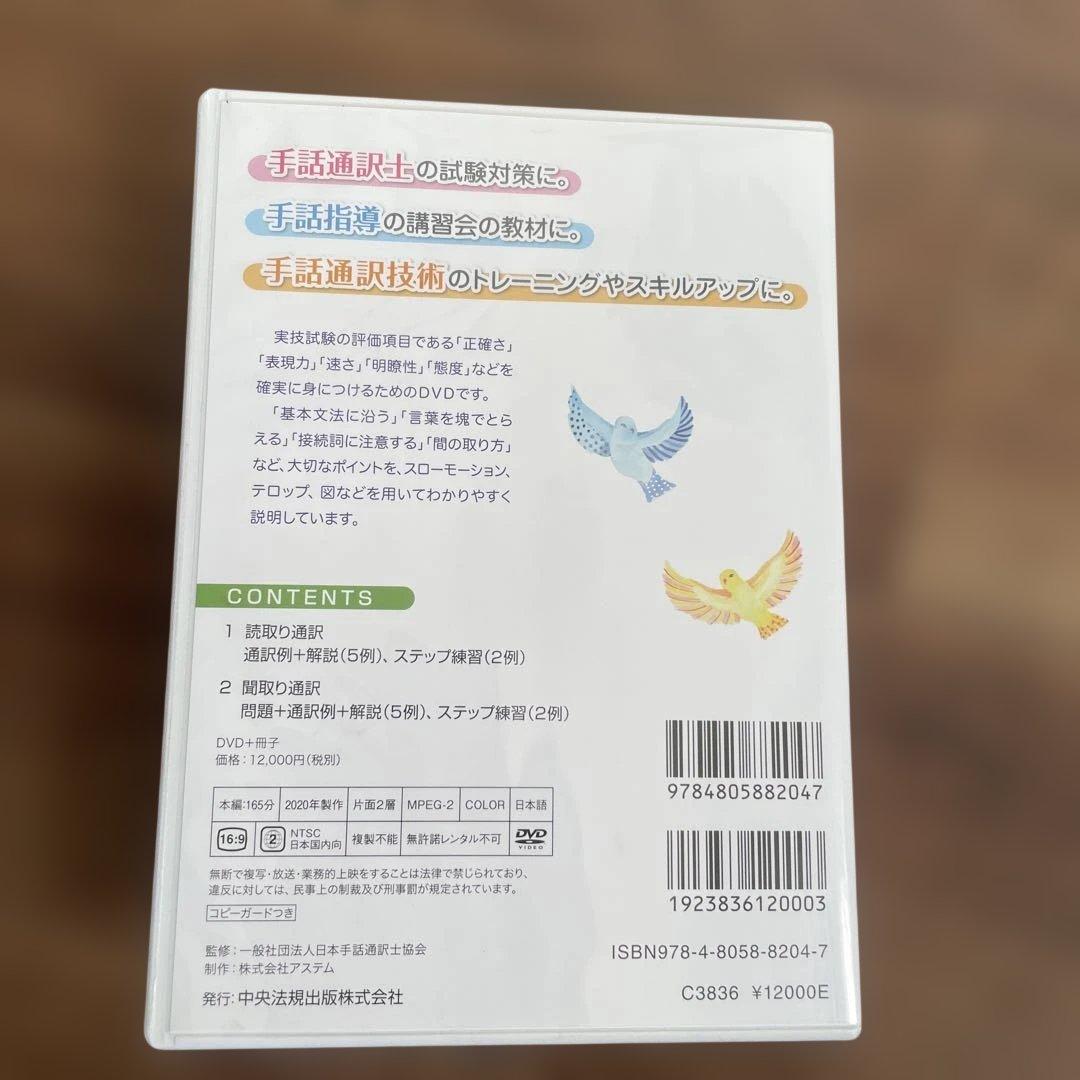 手話通訳士の試験対策に。
手話指導の講習会の教材に。
手話通訳技術のトレーニングやスキルアップに。
実技試験の評価項目である「正確さ」
「表現力」「速さ」「明瞭性」「態度」などを
確実に身につけるためのDVDです。
「基本文法に沿う」「言葉を塊でとら
える」「接続詞に注意する」「間の取り方」
など、大切なポイントを、スローモーション、
テロップ、図などを用いてわかりやすく
説明しています。
CONTENTS
1 読取り通訳
通訳例+解説(5例)、ステップ練習(2例)
2 聞取り通訳
問題+通訳例+解説(5例)、ステップ練習(2例)
DVD+冊子
価格:12,000円(税別)
本編:165分 2020年製作 片面2層 MPEG-2 COLOR 日本語
16:9 2 NTSC 日本国内向 複製不能 無許諾レンタル不可 DVD VIDEO
無断で複写・放送・業務的上映をすることは法律で禁じられており、
違反に対しては、民事上の制裁及び刑事罰が規定されています。
コピーガードつき
監修:一般社団法人日本手話通訳士協会
制作:株式会社アステム
発行:中央法規出版株式会社
9784805882047
1923836120003
ISBN978-4-8058-8204-7
C3836 ¥12000E